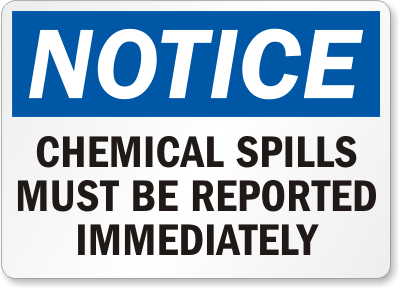 NOTICE
CHEMICAL SPILLS
MUST BE REPORTED
IMMEDIATELY